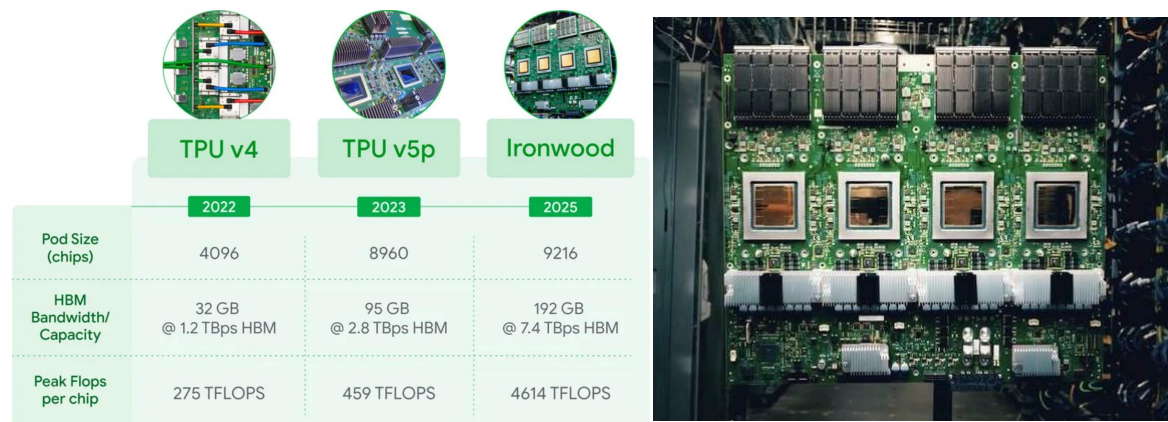 TPU v4
TPU v5p
Ironwood
2022
2023
2025
Pod Size
(chips)
4096
8960
9216
HBM
Bandwidth/
Capacity
32 GB
@ 1.2 TBps HBM
95 GB
@ 2.8 TBps HBM
192 GB
@ 7.4 TBps HBM
Peak Flops
per chip
275 TFLOPS
459 TFLOPS
4614 TFLOPS